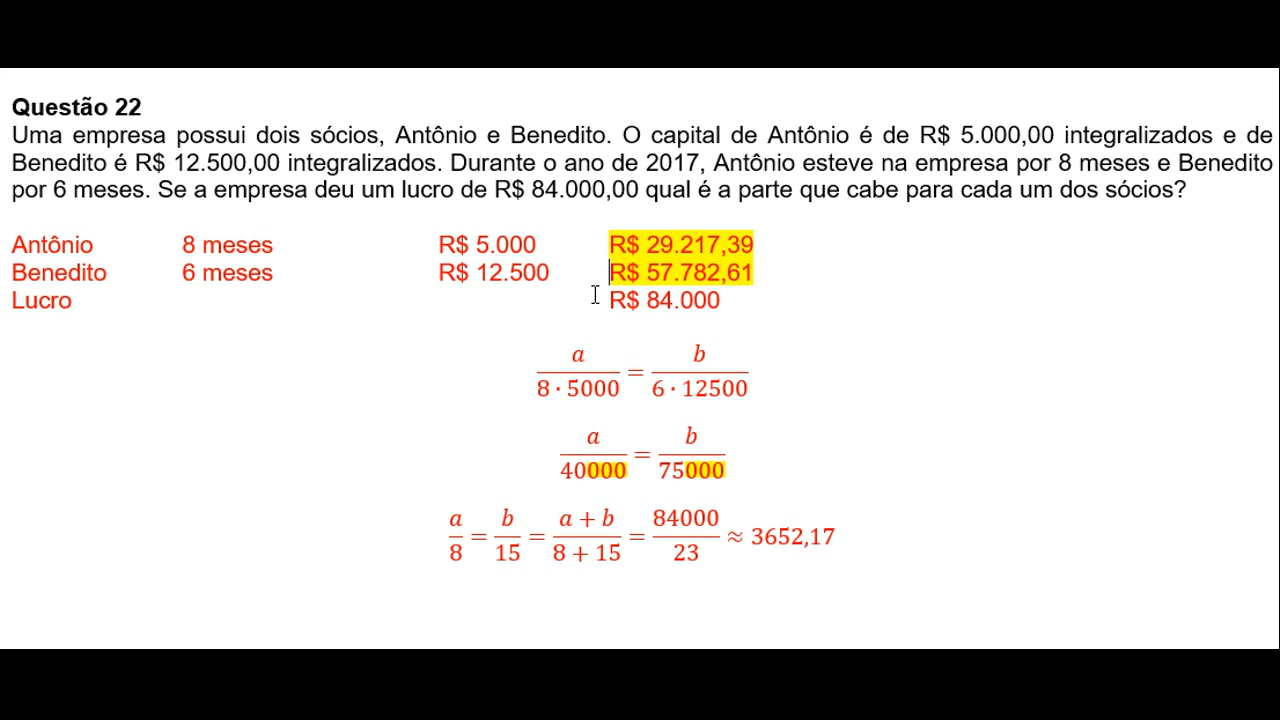 Questão 22
Uma empresa possui dois sócios, Antônio e Benedito. O capital de Antônio é de R$ 5.000,00 integralizados e de
Benedito é R$ 12.500,00 integralizados. Durante o ano de 2017, Antônio esteve na empresa por 8 meses e Benedito
por 6 meses. Se a empresa deu um lucro de R$ 84.000,00 qual é a parte que cabe para cada um dos sócios?
Antônio 8 meses R$ 5.000 R$ 29.217,39
Benedito 6 meses R$ 12.500 R$ 57.782,61
Lucro R$ 84.000
a/(8 · 5000) = b/(6 · 12500)
a/40000 = b/75000
a/8 = b/15 = (a + b)/(8 + 15) = 84000/23 ≈ 3652,17